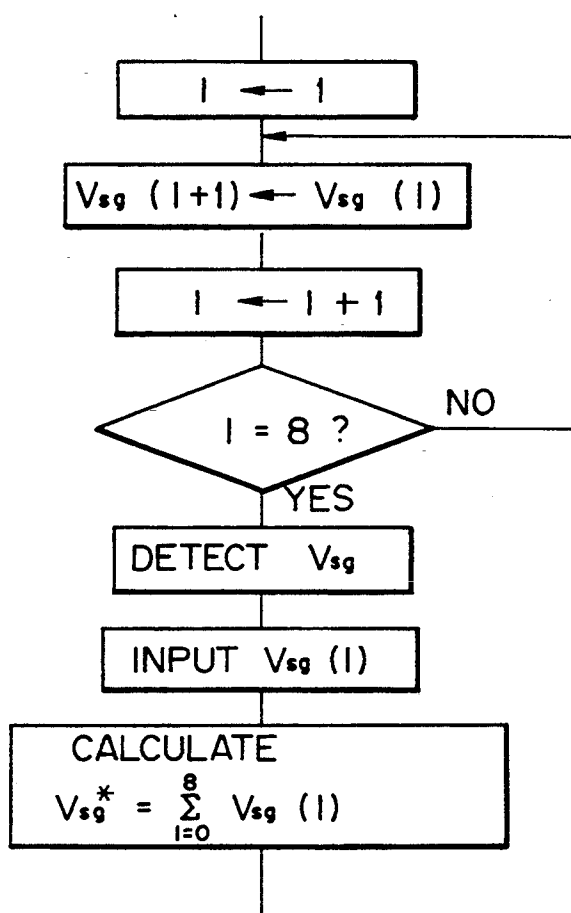 I ← 1
Vsg (I+1) ← Vsg (I)
I ← I + 1
I = 8 ?
NO
YES
DETECT Vsg
INPUT Vsg (I)
CALCULATE
Vsg* = 8 Σ I=0 Vsg (I)